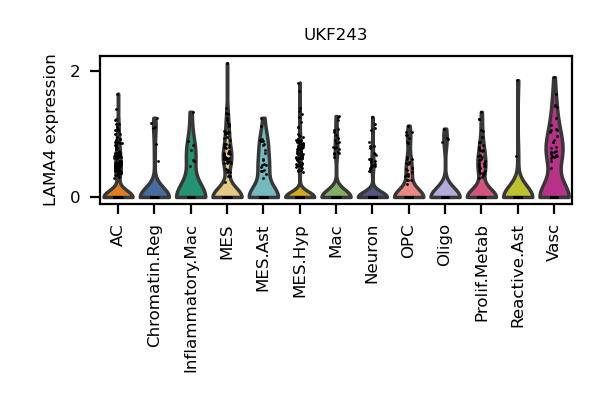 UKF243
LAMA4 expression
2
0
AC
Chromatin.Reg
Inflammatory.Mac
MES
MES.Ast
MES.Hyp
Mac
Neuron
OPC
Oligo
Prolif.Metab
Reactive.Ast
Vasc